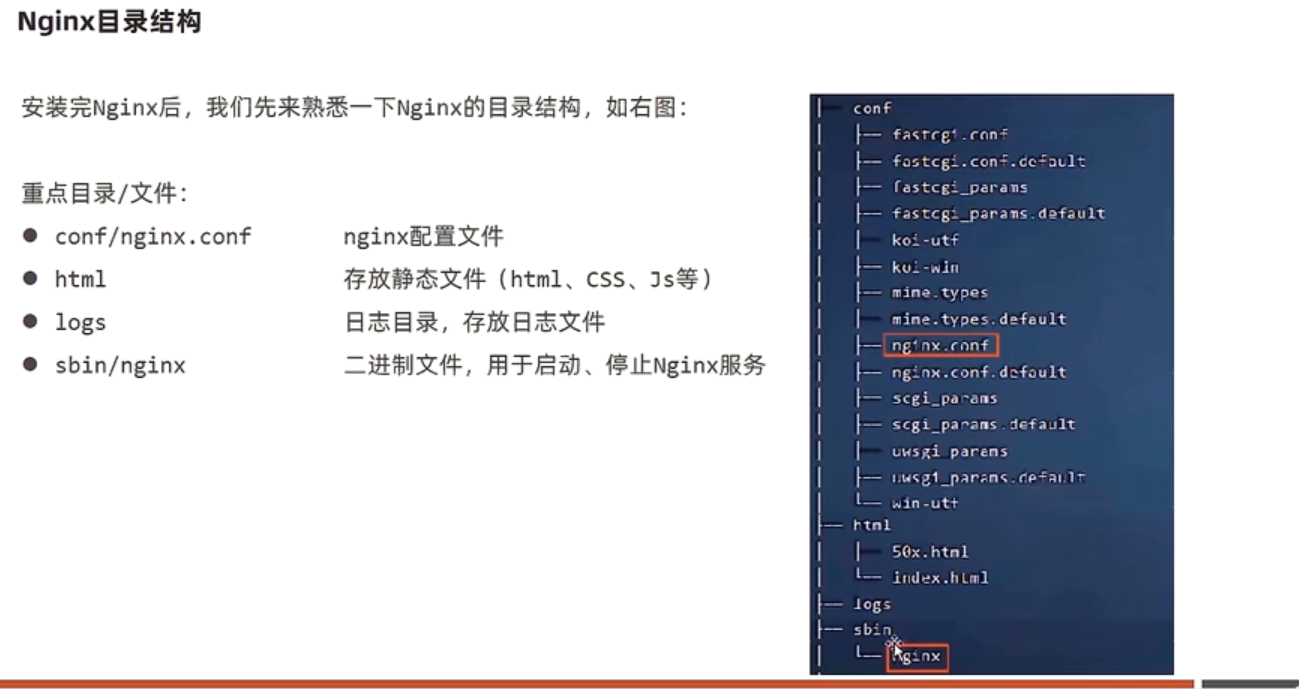 Nginx目录结构
安装完Nginx后，我们先来熟悉一下Nginx的目录结构，如右图：
重点目录/文件：
● conf/nginx.conf nginx配置文件
● html 存放静态文件（html、CSS、Js等）
● logs 日志目录，存放日志文件
● sbin/nginx 二进制文件，用于启动、停止Nginx服务
├── conf
│   ├── fastcgi.conf
│   ├── fastcgi.conf.default
│   ├── fastcgi_params
│   ├── fastcgi_params.default
│   ├── koi-utf
│   ├── koi-win
│   ├── mime.types
│   ├── mime.types.default
│   ├── nginx.conf
│   ├── nginx.conf.default
│   ├── scgi_params
│   ├── scgi_params.default
│   ├── uwsgi_params
│   ├── uwsgi_params.default
│   └── win-utf
├── html
│   ├── 50x.html
│   └── index.html
├── logs
├── sbin
│   └── nginx